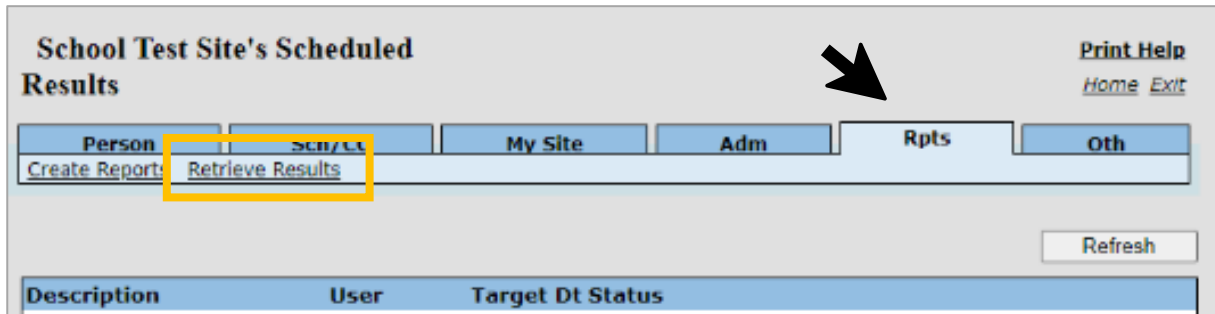 School Test Site's Scheduled
Results
Print Help
Home Exit
Person
My Site
Adm
Rpts
Oth
Create Reports Retrieve Results
Refresh
Description User Target Dt Status